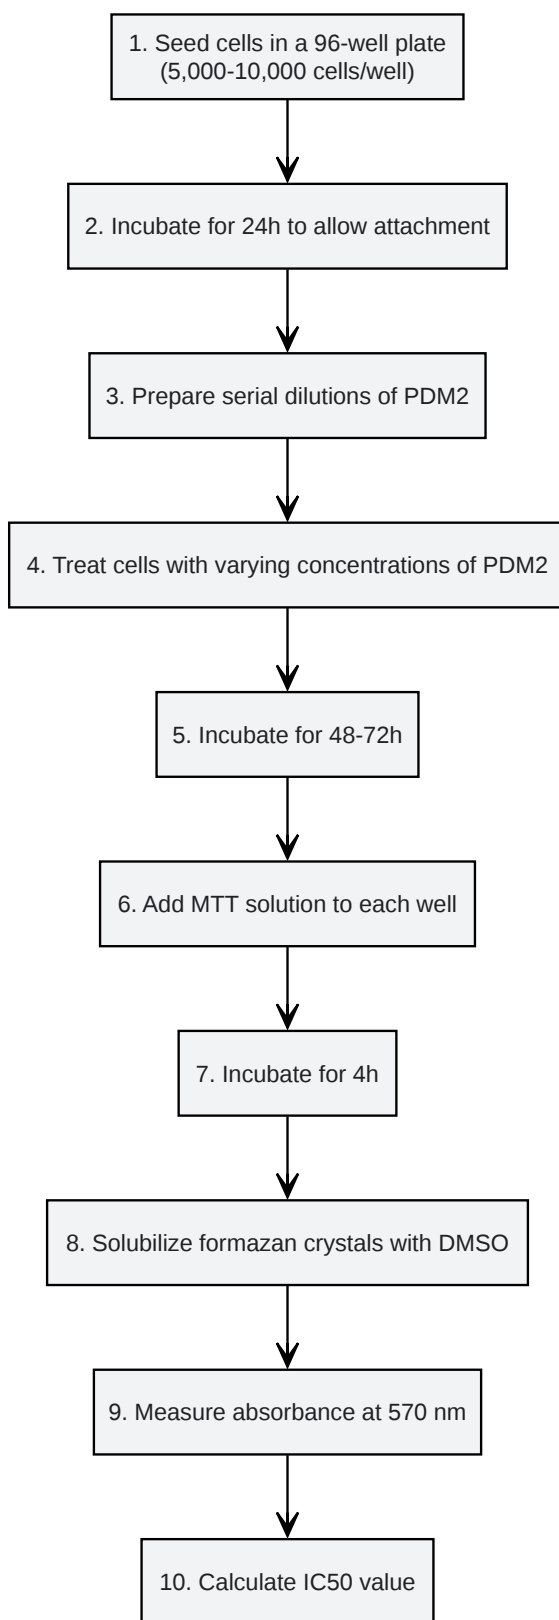 1. Seed cells in a 96-well plate
(5,000-10,000 cells/well)
2. Incubate for 24h to allow attachment
3. Prepare serial dilutions of PDM2
4. Treat cells with varying concentrations of PDM2
5. Incubate for 48-72h
6. Add MTT solution to each well
7. Incubate for 4h
8. Solubilize formazan crystals with DMSO
9. Measure absorbance at 570 nm
10. Calculate IC50 value